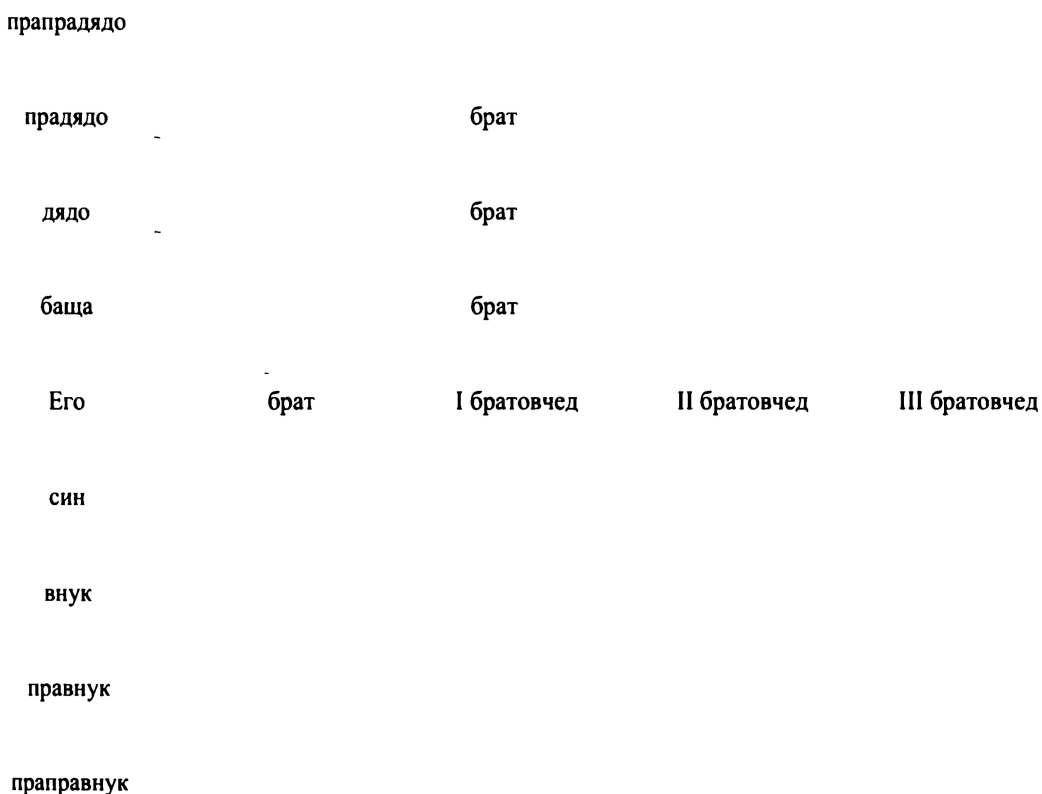 прапрадядо
прадядо брат
дядо брат
баща брат
Его брат I братовчед II братовчед III братовчед
син
внук
правнук
праправнук